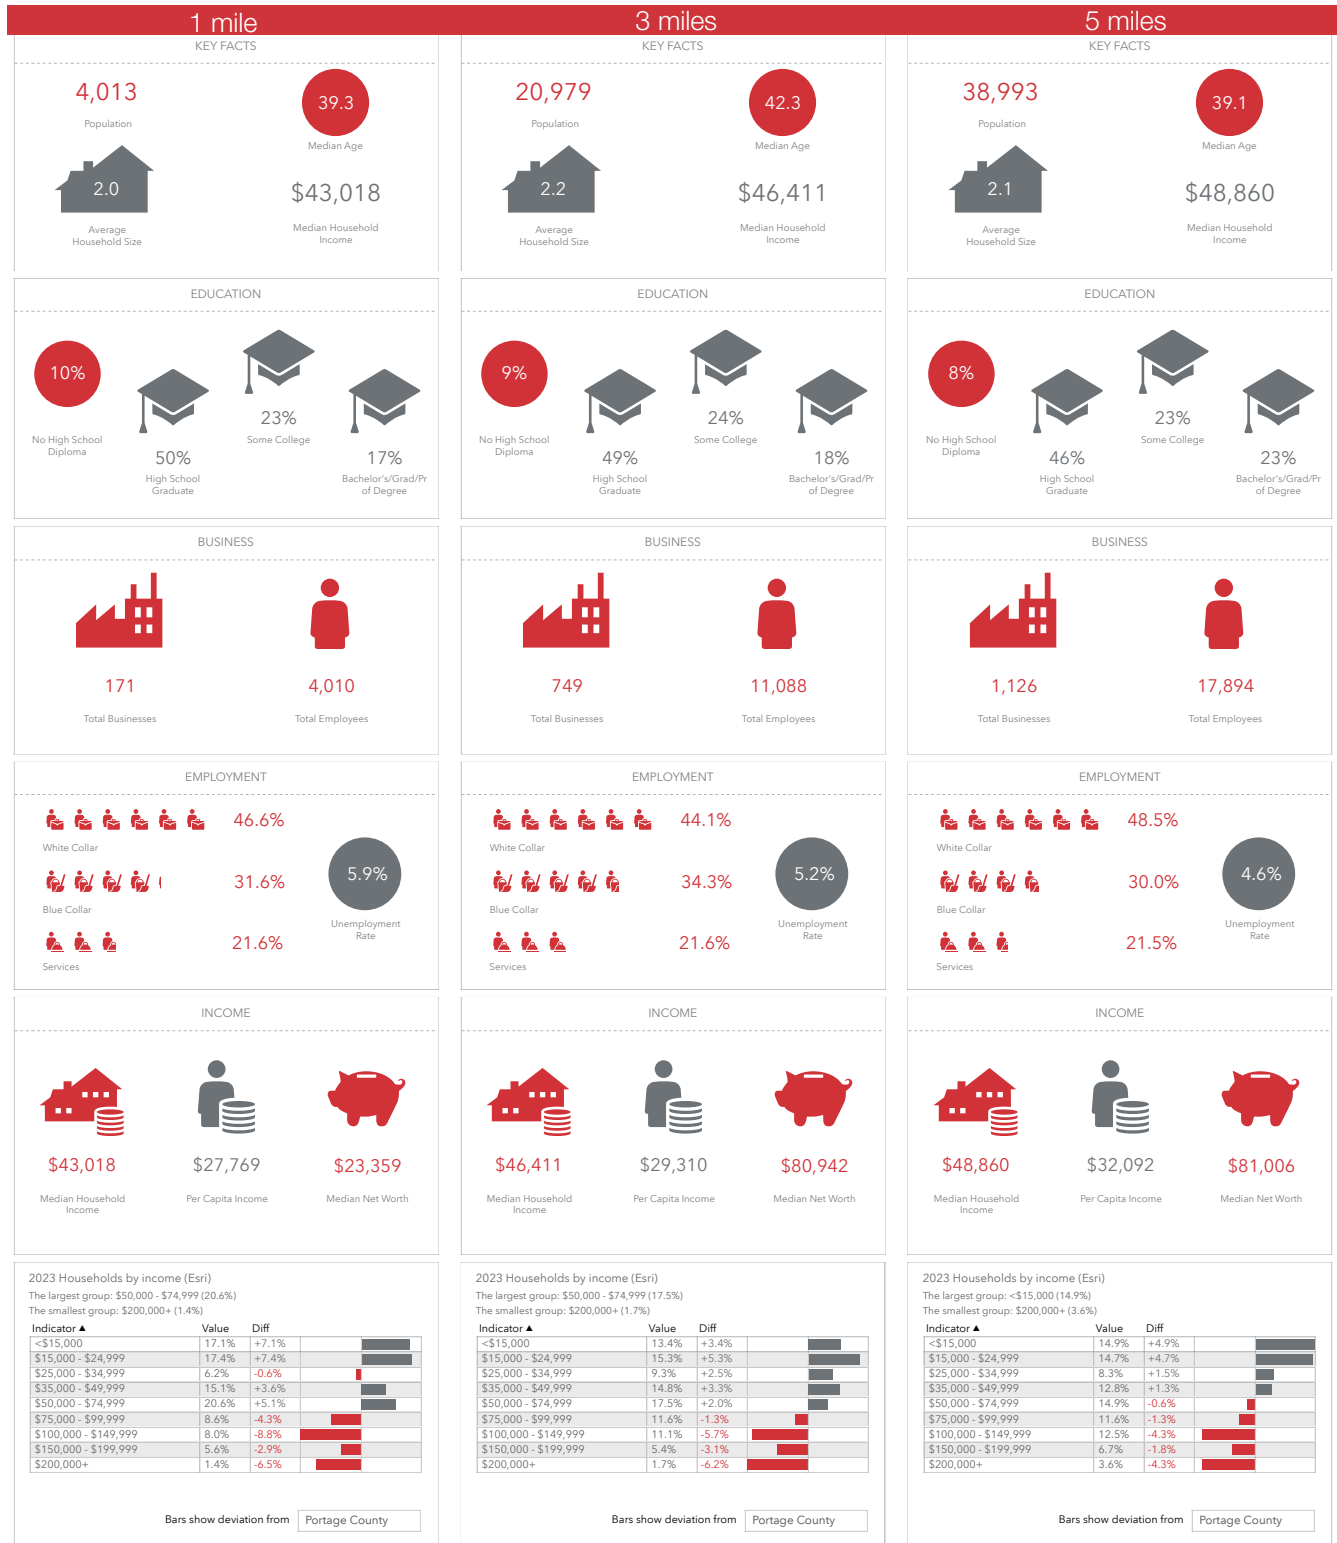 1 mile
KEY FACTS
4,013
Population
39.3
Median Age
2.0
Average
Household Size
$43,018
Median Household
Income
EDUCATION
10%
No High School
Diploma
50%
High School
Graduate
23%
Some College
17%
Bachelor's/Grad/Pr
of Degree
BUSINESS
171
Total Businesses
4,010
Total Employees
EMPLOYMENT
46.6%
White Collar
31.6%
Blue Collar
21.6%
Services
5.9%
Unemployment
Rate
INCOME
$43,018
Median Household
Income
$27,769
Per Capita Income
$23,359
Median Net Worth
2023 Households by income (Esri)
The largest group: $50,000 - $74,999 (20.6%)
The smallest group: $200,000+ (1.4%)
Indicator ▲ Value Diff
<$15,000 17.1% +7.1%
$15,000 - $24,999 17.4% +7.4%
$25,000 - $34,999 6.2% -0.6%
$35,000 - $49,999 15.1% +3.6%
$50,000 - $74,999 20.6% +5.1%
$75,000 - $99,999 8.6% -4.3%
$100,000 - $149,999 8.0% -8.8%
$150,000 - $199,999 5.6% -2.9%
$200,000+ 1.4% -6.5%
Bars show deviation from Portage County
3 miles
KEY FACTS
20,979
Population
42.3
Median Age
2.2
Average
Household Size
$46,411
Median Household
Income
EDUCATION
9%
No High School
Diploma
49%
High School
Graduate
24%
Some College
18%
Bachelor's/Grad/Pr
of Degree
BUSINESS
749
Total Businesses
11,088
Total Employees
EMPLOYMENT
44.1%
White Collar
34.3%
Blue Collar
21.6%
Services
5.2%
Unemployment
Rate
INCOME
$46,411
Median Household
Income
$29,310
Per Capita Income
$80,942
Median Net Worth
2023 Households by income (Esri)
The largest group: $50,000 - $74,999 (17.5%)
The smallest group: $200,000+ (1.7%)
Indicator ▲ Value Diff
<$15,000 13.4% +3.4%
$15,000 - $24,999 15.3% +5.3%
$25,000 - $34,999 9.3% +2.5%
$35,000 - $49,999 14.8% +3.3%
$50,000 - $74,999 17.5% +2.0%
$75,000 - $99,999 11.6% -1.3%
$100,000 - $149,999 11.1% -5.7%
$150,000 - $199,999 5.4% -3.1%
$200,000+ 1.7% -6.2%
Bars show deviation from Portage County
5 miles
KEY FACTS
38,993
Population
39.1
Median Age
2.1
Average
Household Size
$48,860
Median Household
Income
EDUCATION
8%
No High School
Diploma
46%
High School
Graduate
23%
Some College
23%
Bachelor's/Grad/Pr
of Degree
BUSINESS
1,126
Total Businesses
17,894
Total Employees
EMPLOYMENT
48.5%
White Collar
30.0%
Blue Collar
21.5%
Services
4.6%
Unemployment
Rate
INCOME
$48,860
Median Household
Income
$32,092
Per Capita Income
$81,006
Median Net Worth
2023 Households by income (Esri)
The largest group: <$15,000 (14.9%)
The smallest group: $200,000+ (3.6%)
Indicator ▲ Value Diff
<$15,000 14.9% +4.9%
$15,000 - $24,999 14.7% +4.7%
$25,000 - $34,999 8.3% +1.5%
$35,000 - $49,999 12.8% +1.3%
$50,000 - $74,999 14.9% -0.6%
$75,000 - $99,999 11.6% -1.3%
$100,000 - $149,999 12.5% -4.3%
$150,000 - $199,999 6.7% -1.8%
$200,000+ 3.6% -4.3%
Bars show deviation from Portage County